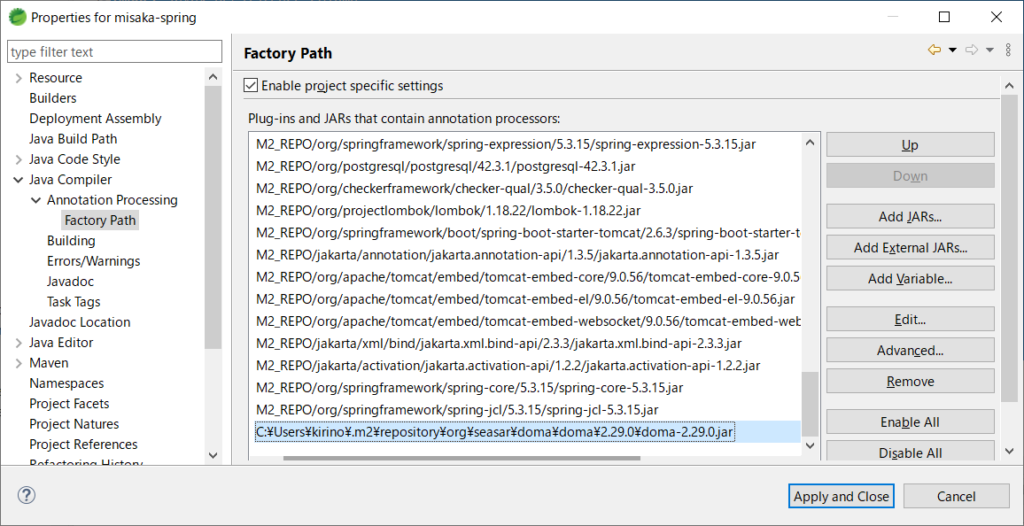 Properties for misaka-spring
type filter text
Resource
Builders
Deployment Assembly
Java Build Path
Java Code Style
Java Compiler
Annotation Processing
Factory Path
Building
Errors/Warnings
Javadoc
Task Tags
Javadoc Location
Java Editor
Maven
Namespaces
Project Facets
Project Natures
Project References
Refactoring History
Factory Path
Enable project specific settings
Plug-ins and JARs that contain annotation processors:
M2_REPO/org/springframework/spring-expression/5.3.15/spring-expression-5.3.15.jar
M2_REPO/org/postgresql/postgresql/42.3.1/postgresql-42.3.1.jar
M2_REPO/org/checkerframework/checker-qual/3.5.0/checker-qual-3.5.0.jar
M2_REPO/org/projectlombok/lombok/1.18.22/lombok-1.18.22.jar
M2_REPO/org/springframework/boot/spring-boot-starter-tomcat/2.6.3/spring-boot-starter-t
M2_REPO/jakarta/annotation/jakarta.annotation-api/1.3.5/jakarta.annotation-api-1.3.5.jar
M2_REPO/org/apache/tomcat/embed/tomcat-embed-core/9.0.56/tomcat-embed-core-9.0.5
M2_REPO/org/apache/tomcat/embed/tomcat-embed-el/9.0.56/tomcat-embed-el-9.0.56.jar
M2_REPO/org/apache/tomcat/embed/tomcat-embed-websocket/9.0.56/tomcat-embed-web
M2_REPO/jakarta/xml/bind/jakarta.xml.bind-api/2.3.3/jakarta.xml.bind-api-2.3.3.jar
M2_REPO/jakarta/activation/jakarta.activation-api/1.2.2/jakarta.activation-api-1.2.2.jar
M2_REPO/org/springframework/spring-core/5.3.15/spring-core-5.3.15.jar
M2_REPO/org/springframework/spring-jcl/5.3.15/spring-jcl-5.3.15.jar
C:¥Users¥kirino¥.m2¥repository¥org¥seasar¥doma¥doma¥2.29.0¥doma-2.29.0.jar
Up
Down
Add JARs...
Add External JARs...
Add Variable...
Edit...
Advanced...
Remove
Enable All
Disable All
?
Apply and Close
Cancel